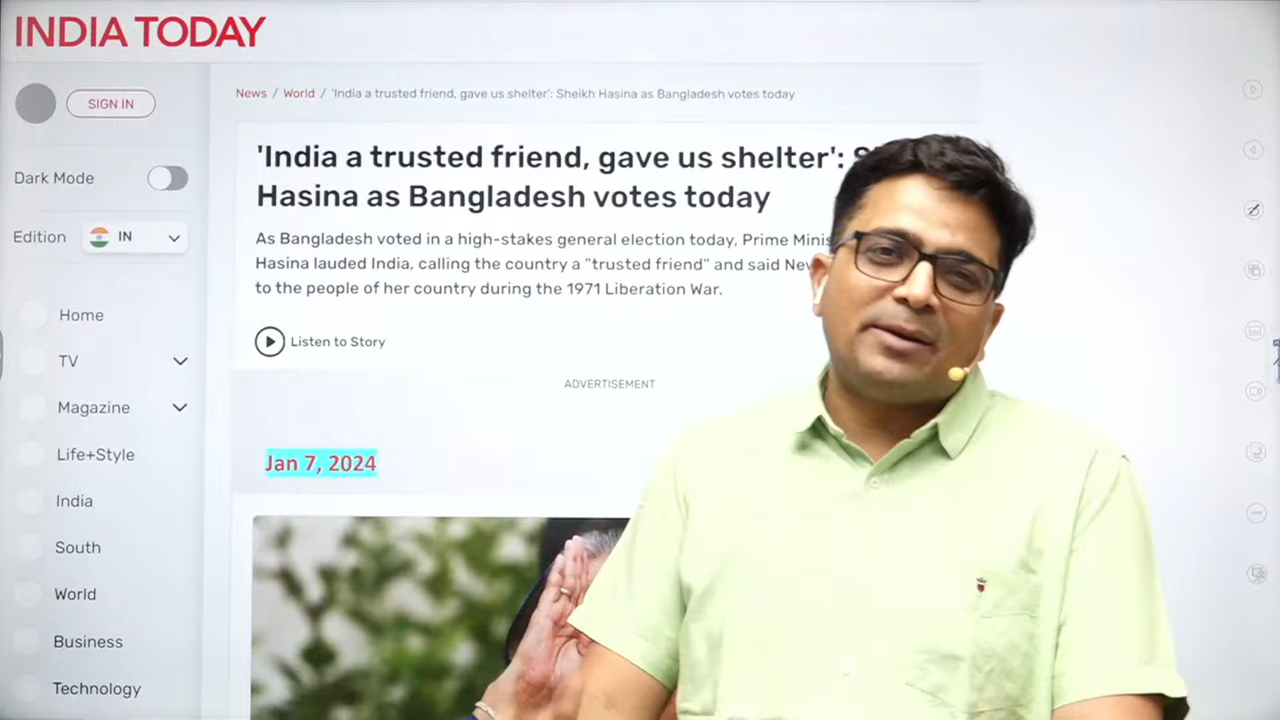 INDIA TODAY
SIGN IN
Dark Mode
Edition
IN
Home
TV
Magazine
Life+Style
India
South
World
Business
Technology
News / World / 'India a trusted friend, gave us shelter': Sheikh Hasina as Bangladesh votes today
'India a trusted friend, gave us shelter':
Hasina as Bangladesh votes today
As Bangladesh voted in a high-stakes general election today, Prime
Hasina lauded India, calling the country a "trusted friend" and said
to the people of her country during the 1971 Liberation War.
Listen to Story
ADVERTISEMENT
Jan 7, 2024